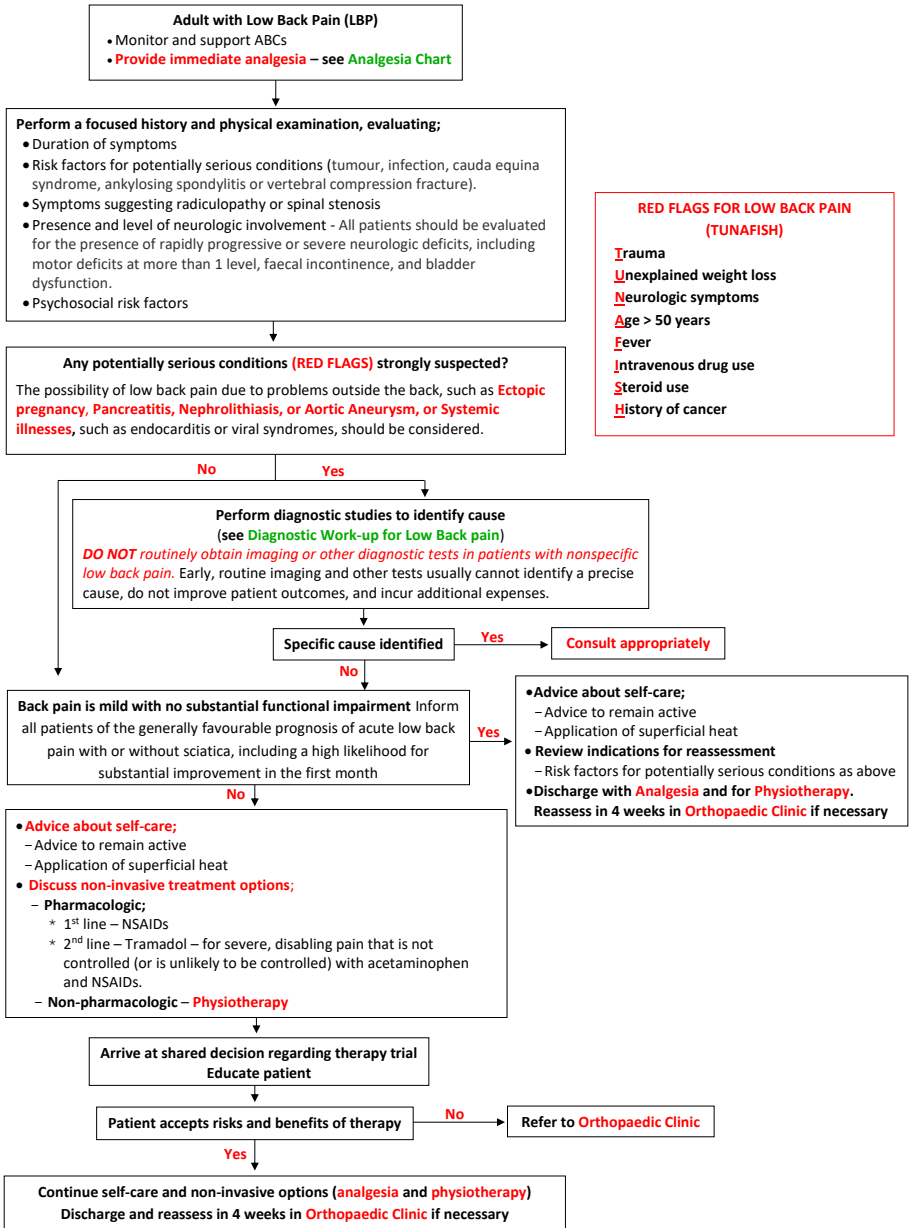 Adult with Low Back Pain (LBP)
• Monitor and support ABCs
• Provide immediate analgesia – see Analgesia Chart
Perform a focused history and physical examination, evaluating;
• Duration of symptoms
• Risk factors for potentially serious conditions (tumour, infection, cauda equina
syndrome, ankylosing spondylitis or vertebral compression fracture).
• Symptoms suggesting radiculopathy or spinal stenosis
• Presence and level of neurologic involvement - All patients should be evaluated
for the presence of rapidly progressive or severe neurologic deficits, including
motor deficits at more than 1 level, faecal incontinence, and bladder
dysfunction.
• Psychosocial risk factors
RED FLAGS FOR LOW BACK PAIN
(TUNAFISH)
Trauma
Unexplained weight loss
Neurologic symptoms
Age > 50 years
Fever
Intravenous drug use
Steroid use
History of cancer
Any potentially serious conditions (RED FLAGS) strongly suspected?
The possibility of low back pain due to problems outside the back, such as Ectopic
pregnancy, Pancreatitis, Nephrolithiasis, or Aortic Aneurysm, or Systemic
illnesses, such as endocarditis or viral syndromes, should be considered.
No
Yes
Perform diagnostic studies to identify cause
(see Diagnostic Work-up for Low Back pain)
DO NOT routinely obtain imaging or other diagnostic tests in patients with nonspecific
low back pain. Early, routine imaging and other tests usually cannot identify a precise
cause, do not improve patient outcomes, and incur additional expenses.
Specific cause identified
Yes
Consult appropriately
No
Back pain is mild with no substantial functional impairment Inform
all patients of the generally favourable prognosis of acute low back
pain with or without sciatica, including a high likelihood for
substantial improvement in the first month
Yes
• Advice about self-care;
– Advice to remain active
– Application of superficial heat
• Review indications for reassessment
– Risk factors for potentially serious conditions as above
• Discharge with Analgesia and for Physiotherapy.
Reassess in 4 weeks in Orthopaedic Clinic if necessary
No
• Advice about self-care;
– Advice to remain active
– Application of superficial heat
• Discuss non-invasive treatment options;
– Pharmacologic;
* 1st line – NSAIDs
* 2nd line – Tramadol – for severe, disabling pain that is not
controlled (or is unlikely to be controlled) with acetaminophen
and NSAIDs.
– Non-pharmacologic – Physiotherapy
Arrive at shared decision regarding therapy trial
Educate patient
Patient accepts risks and benefits of therapy
No
Refer to Orthopaedic Clinic
Yes
Continue self-care and non-invasive options (analgesia and physiotherapy)
Discharge and reassess in 4 weeks in Orthopaedic Clinic if necessary